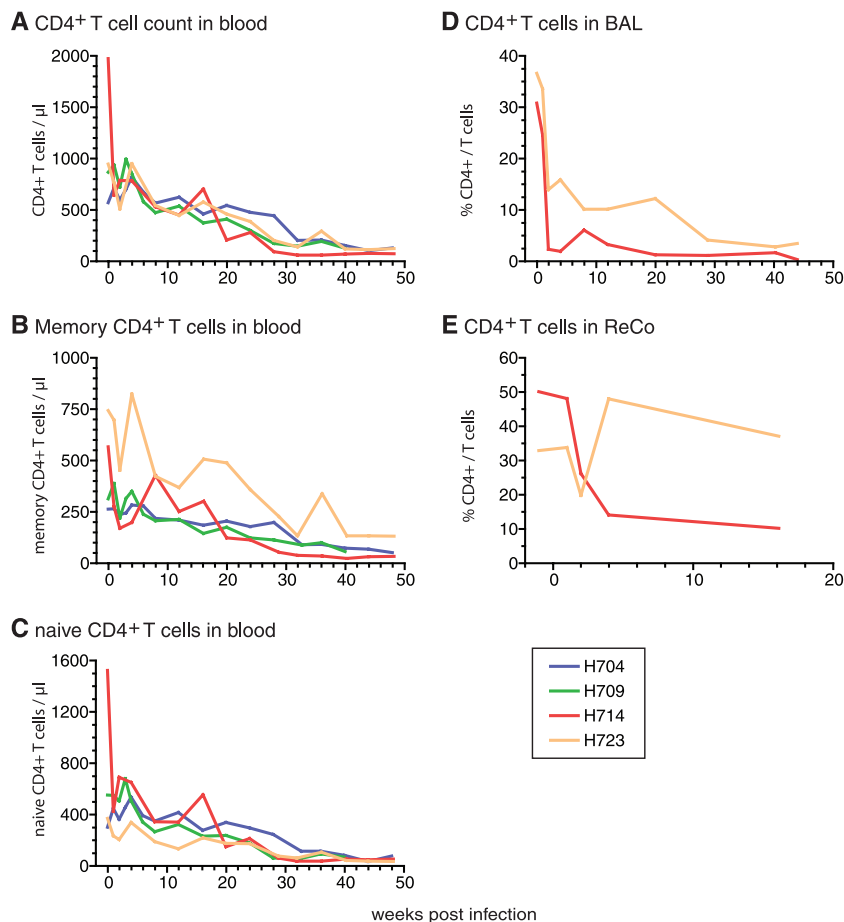 A CD4+ T cell count in blood
2000
1500
1000
500
0
CD4+ T cells / µl
0 10 20 30 40 50
B Memory CD4+ T cells in blood
1000
750
500
250
0
memory CD4+ T cells / µl
0 10 20 30 40 50
C naive CD4+ T cells in blood
1600
1200
800
400
0
naive CD4+ T cells / µl
0 10 20 30 40 50
D CD4+ T cells in BAL
40
30
20
10
0
% CD4+ / T cells
0 10 20 30 40 50
E CD4+ T cells in ReCo
60
50
40
30
20
10
0
% CD4+ / T cells
0 10 20
H704
H709
H714
H723
weeks post infection